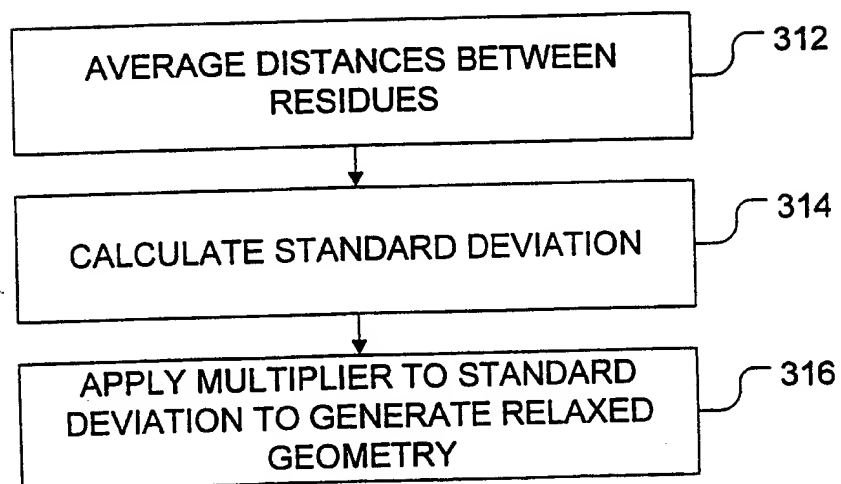 AVERAGE DISTANCES BETWEEN
RESIDUES
312
CALCULATE STANDARD DEVIATION
314
APPLY MULTIPLIER TO STANDARD
DEVIATION TO GENERATE RELAXED
GEOMETRY
316